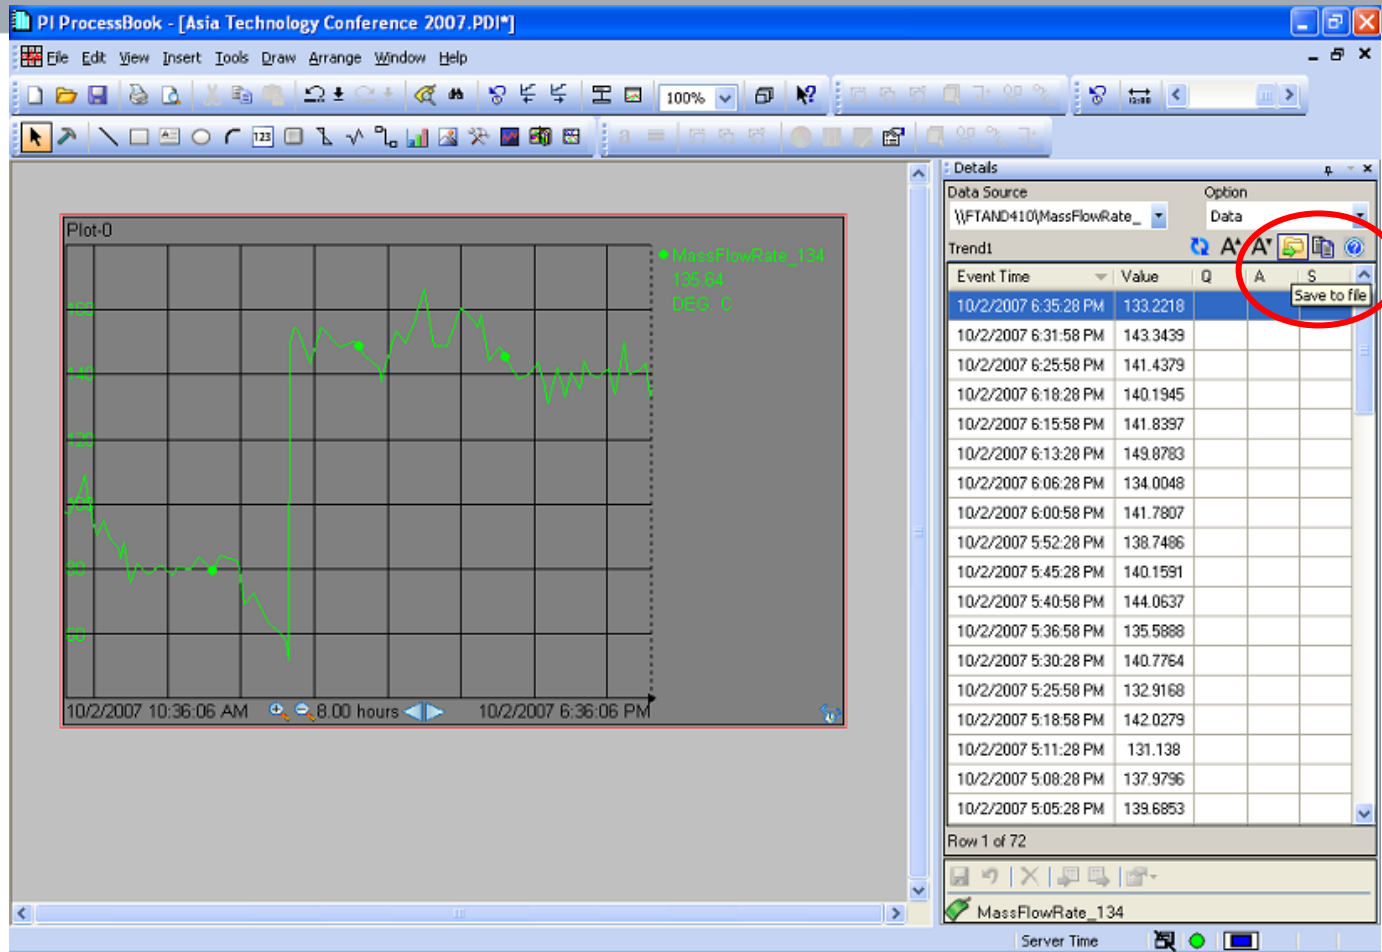 PI ProcessBook - [Asia Technology Conference 2007.PDI*]
File Edit View Insert Tools Draw Arrange Window Help
100%
123
Details
Data Source Option
\\FTAND410\MassFlowRate_ Data
Trend1
Event Time Value Q A S
Save to file
10/2/2007 6:35:28 PM 133.2218
10/2/2007 6:31:58 PM 143.3439
10/2/2007 6:25:58 PM 141.4379
10/2/2007 6:18:28 PM 140.1945
10/2/2007 6:15:58 PM 141.8397
10/2/2007 6:13:28 PM 149.8783
10/2/2007 6:06:28 PM 134.0048
10/2/2007 6:00:58 PM 141.7807
10/2/2007 5:52:28 PM 138.7486
10/2/2007 5:45:28 PM 140.1591
10/2/2007 5:40:58 PM 144.0637
10/2/2007 5:36:58 PM 135.5888
10/2/2007 5:30:28 PM 140.7764
10/2/2007 5:25:58 PM 132.9168
10/2/2007 5:18:58 PM 142.0279
10/2/2007 5:11:28 PM 131.138
10/2/2007 5:08:28 PM 137.9796
10/2/2007 5:05:28 PM 139.6853
Row 1 of 72
MassFlowRate_134
Server Time
Plot-0
MassFlowRate_134
135.64
DEG. C
160
140
120
80
60
10/2/2007 10:36:06 AM 8.00 hours 10/2/2007 6:36:06 PM